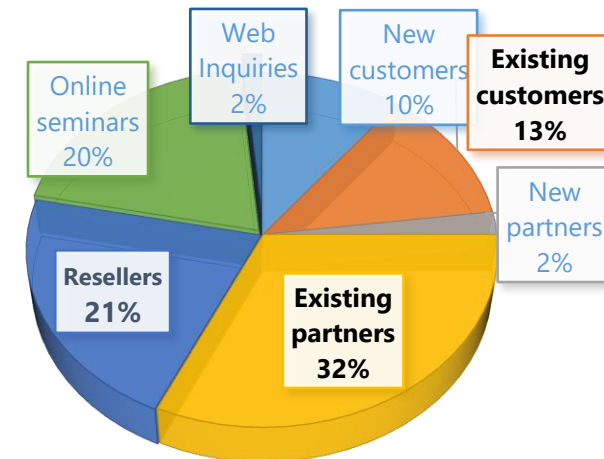 Web
Inquiries
2%
New
customers
10%
Existing
customers
13%
Online
seminars
20%
New
partners
2%
Resellers
21%
Existing
partners
32%